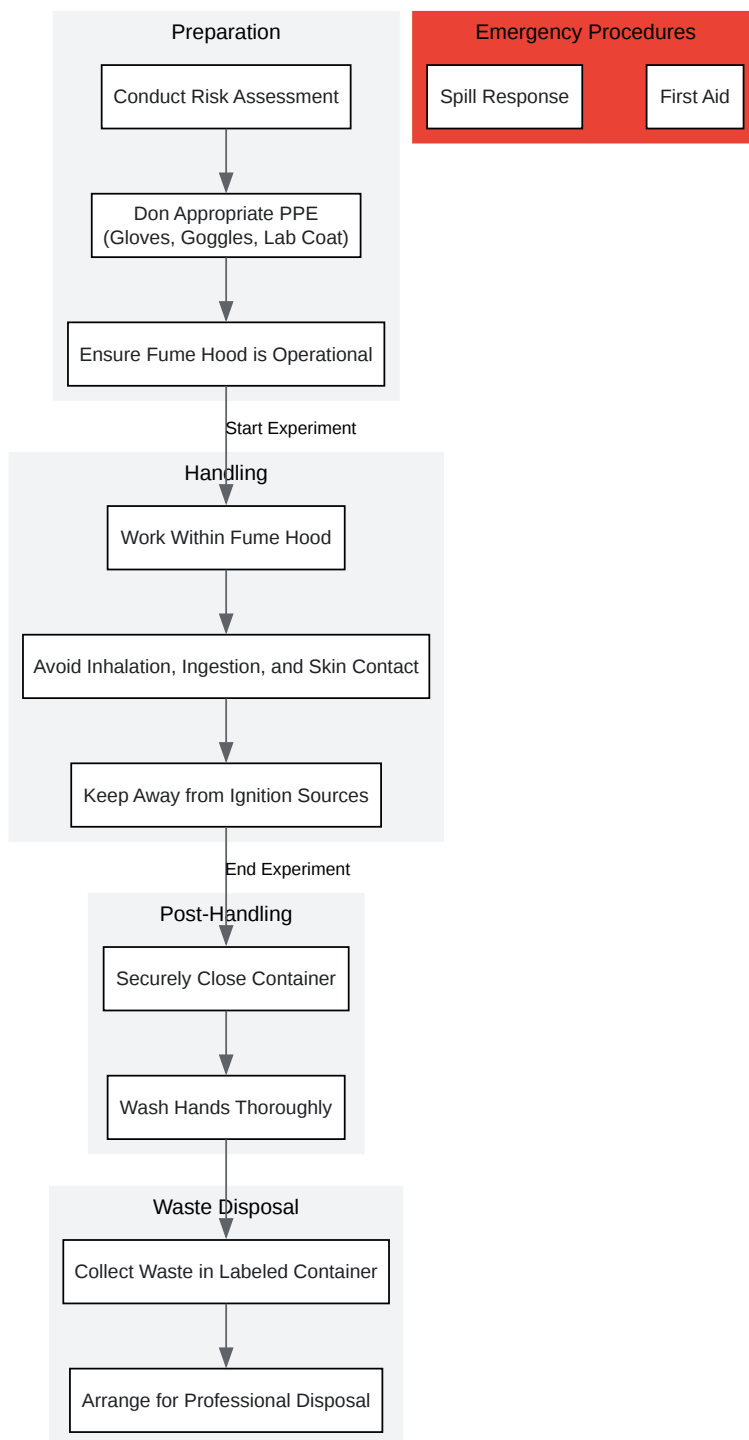 Preparation
Conduct Risk Assessment
Don Appropriate PPE
(Gloves, Goggles, Lab Coat)
Ensure Fume Hood is Operational
Start Experiment
Handling
Work Within Fume Hood
Avoid Inhalation, Ingestion, and Skin Contact
Keep Away from Ignition Sources
End Experiment
Post-Handling
Securely Close Container
Wash Hands Thoroughly
Waste Disposal
Collect Waste in Labeled Container
Arrange for Professional Disposal
Emergency Procedures
Spill Response
First Aid